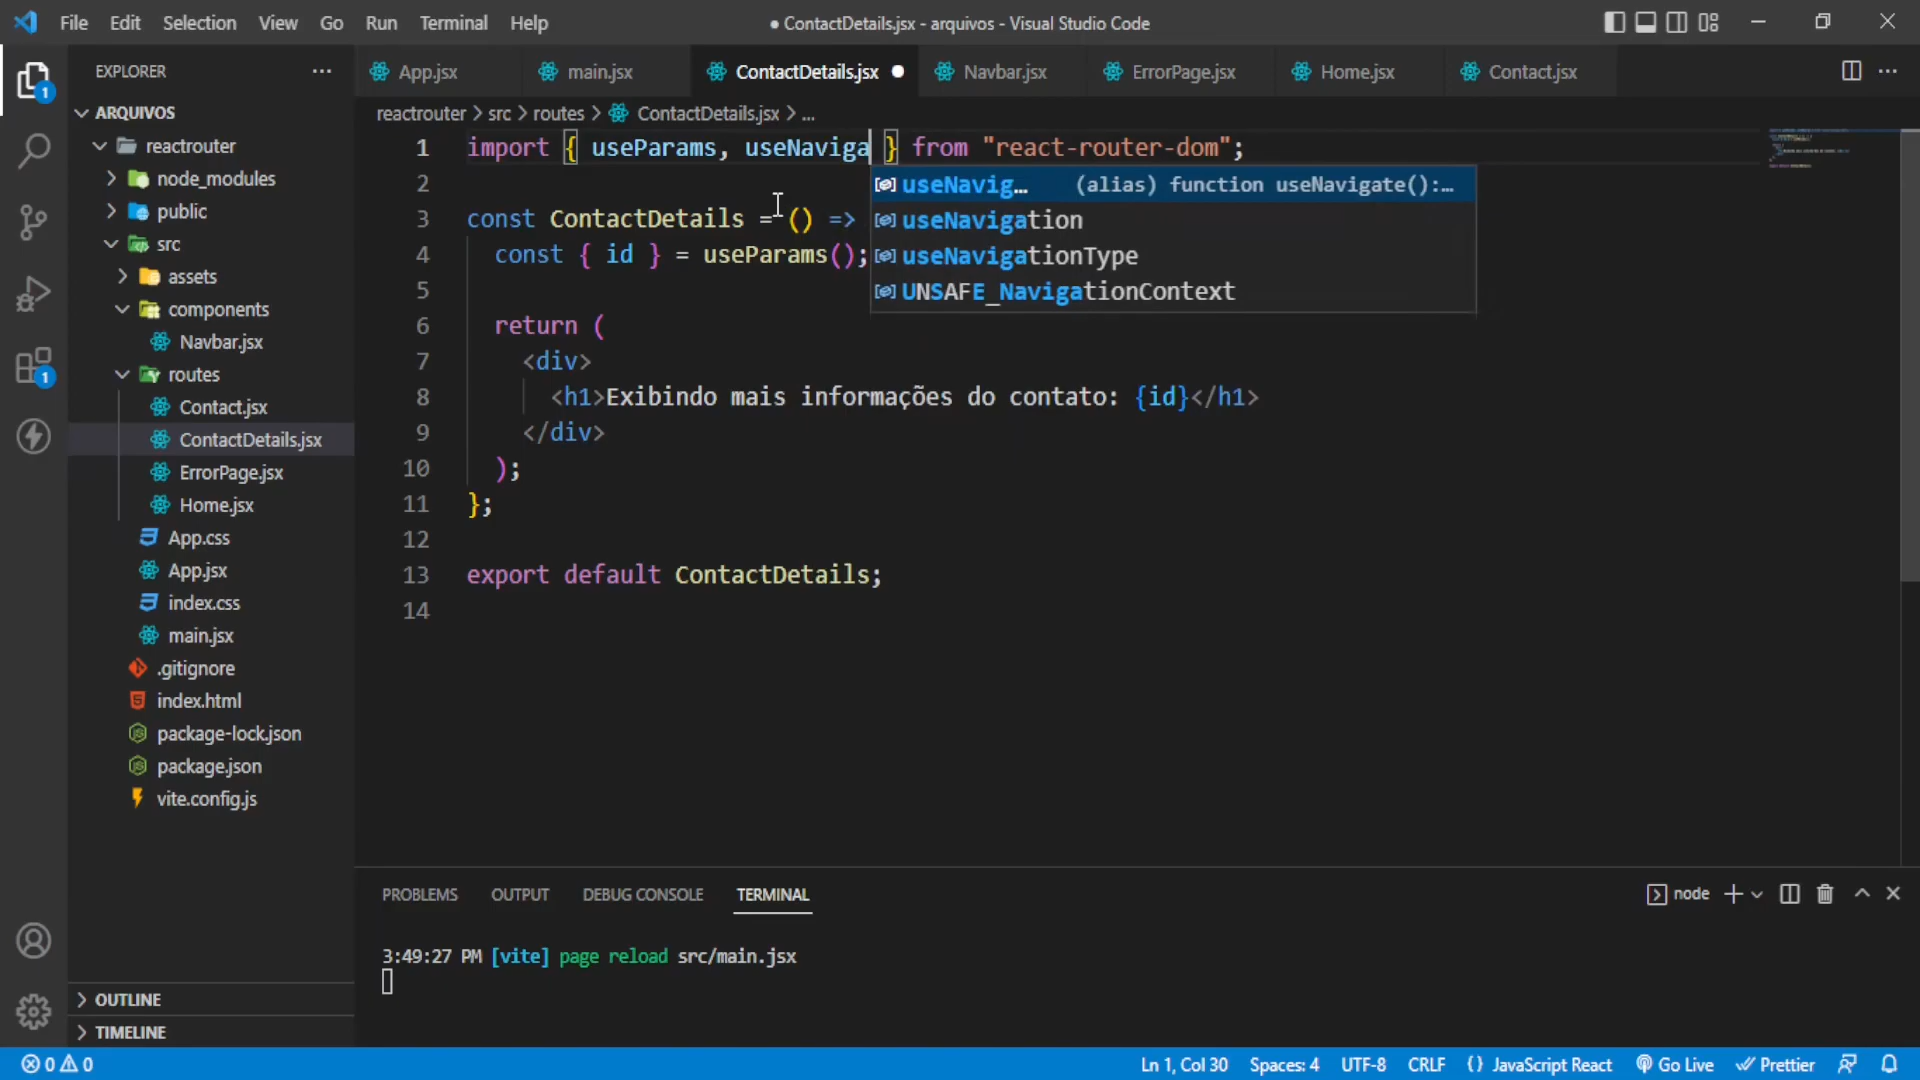 File Edit Selection View Go Run Terminal Help
● ContactDetails.jsx - arquivos - Visual Studio Code
EXPLORER
ARQUIVOS
reactrouter
node_modules
public
src
assets
components
Navbar.jsx
routes
Contact.jsx
ContactDetails.jsx
ErrorPage.jsx
Home.jsx
App.css
App.jsx
index.css
main.jsx
.gitignore
index.html
package-lock.json
package.json
vite.config.js
OUTLINE
TIMELINE
1
1
App.jsx main.jsx ContactDetails.jsx Navbar.jsx ErrorPage.jsx Home.jsx Contact.jsx
reactrouter > src > routes > ContactDetails.jsx > ...
1 import { useParams, useNaviga } from "react-router-dom";
2
3 const ContactDetails = () =>
4 const { id } = useParams();
5
6 return (
7 <div>
8 <h1>Exibindo mais informações do contato: {id}</h1>
9 </div>
10 );
11 };
12
13 export default ContactDetails;
14
useNavig… (alias) function useNavigate():…
useNavigation
useNavigationType
UNSAFE_NavigationContext
PROBLEMS OUTPUT DEBUG CONSOLE TERMINAL
node
3:49:27 PM [vite] page reload src/main.jsx
0 0
Ln 1, Col 30 Spaces: 4 UTF-8 CRLF {} JavaScript React Go Live Prettier